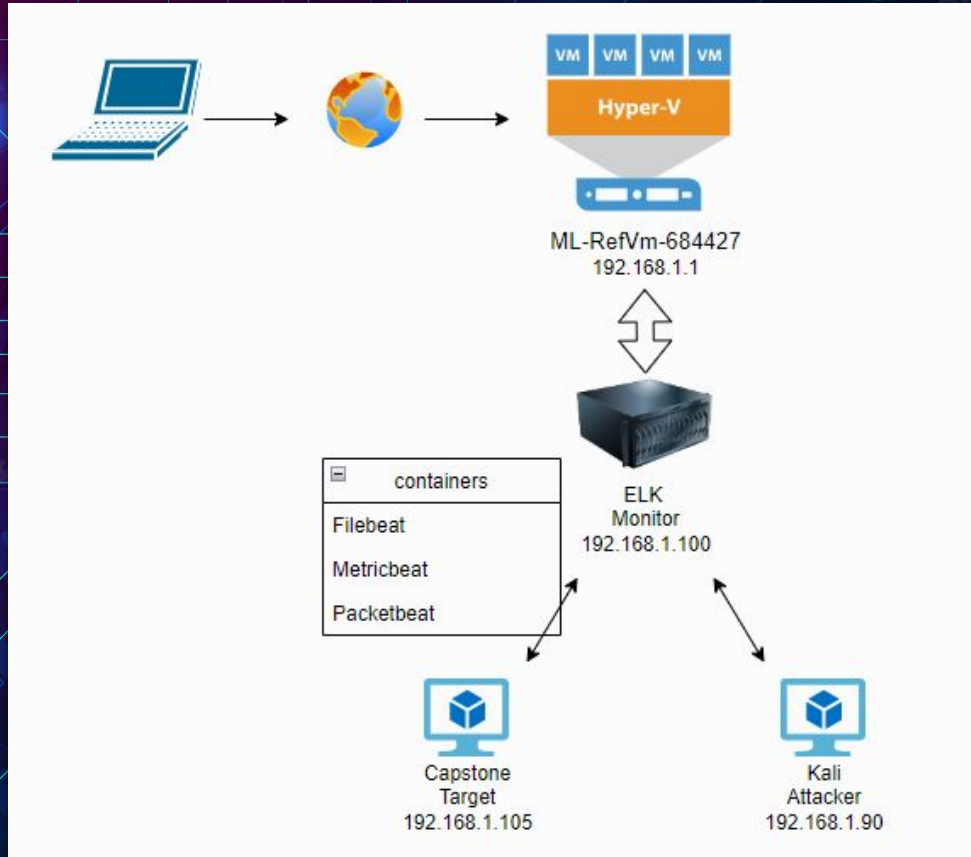 VM VM VM VM
Hyper-V
ML-RefVm-684427
192.168.1.1
containers
Filebeat
Metricbeat
Packetbeat
ELK
Monitor
192.168.1.100
Capstone
Target
192.168.1.105
Kali
Attacker
192.168.1.90